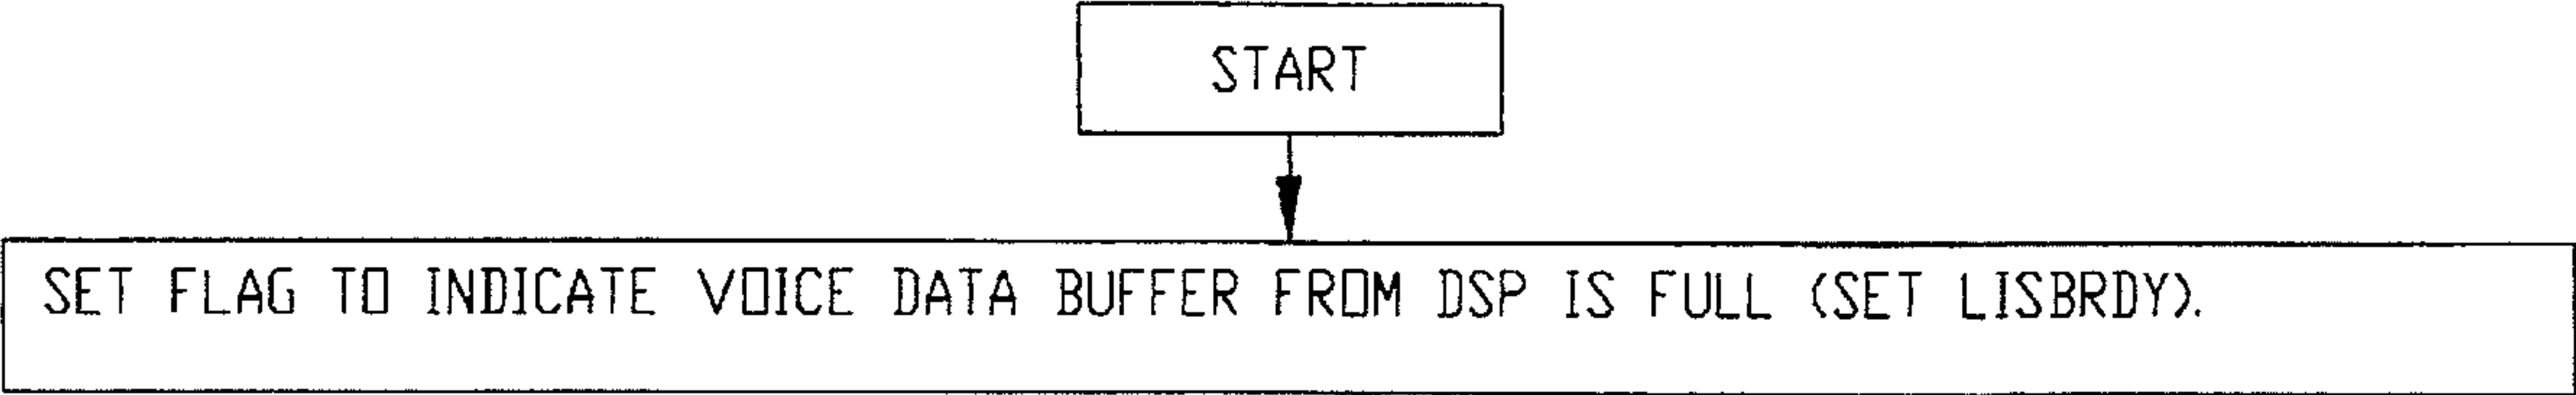 START
SET FLAG TO INDICATE VOICE DATA BUFFER FROM DSP IS FULL (SET LISBRDY).